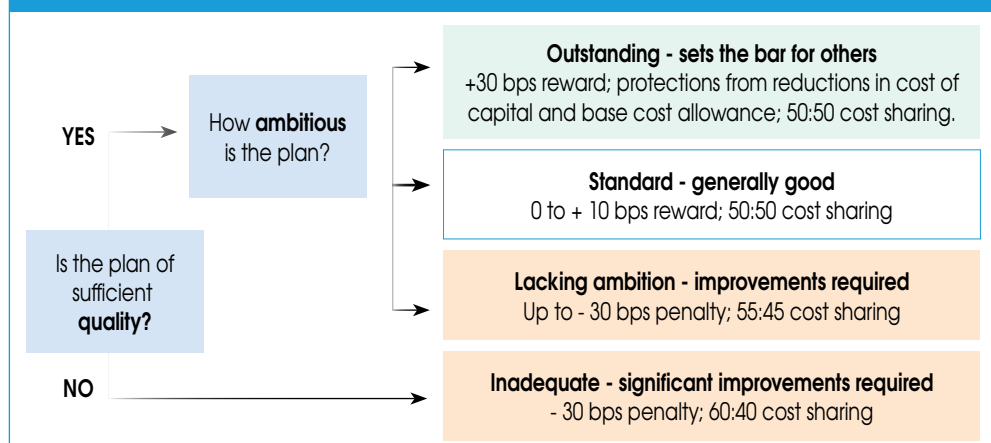 Outstanding - sets the bar for others
+30 bps reward; protections from reductions in cost of
capital and base cost allowance; 50:50 cost sharing.
YES
How ambitious
is the plan?
Standard - generally good
0 to + 10 bps reward; 50:50 cost sharing
Is the plan of
sufficient
quality?
Lacking ambition - improvements required
Up to - 30 bps penalty; 55:45 cost sharing
NO
Inadequate - significant improvements required
- 30 bps penalty; 60:40 cost sharing